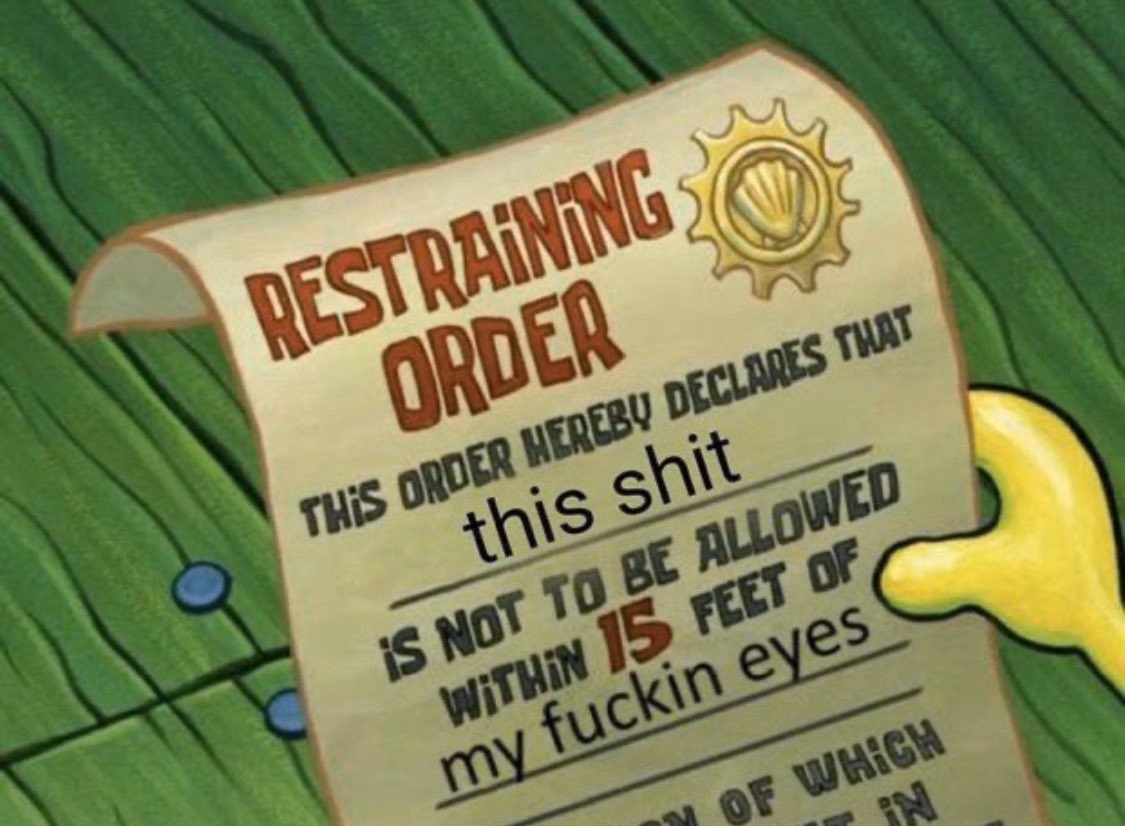 RESTRAiNiNG
ORDER
THiS ORDER HEREBY DECLARES THAT
this shit
iS NOT TO BE ALLOWED
WiTHiN 15 FEET OF
my fuckin eyes
OF WHiCH
iN